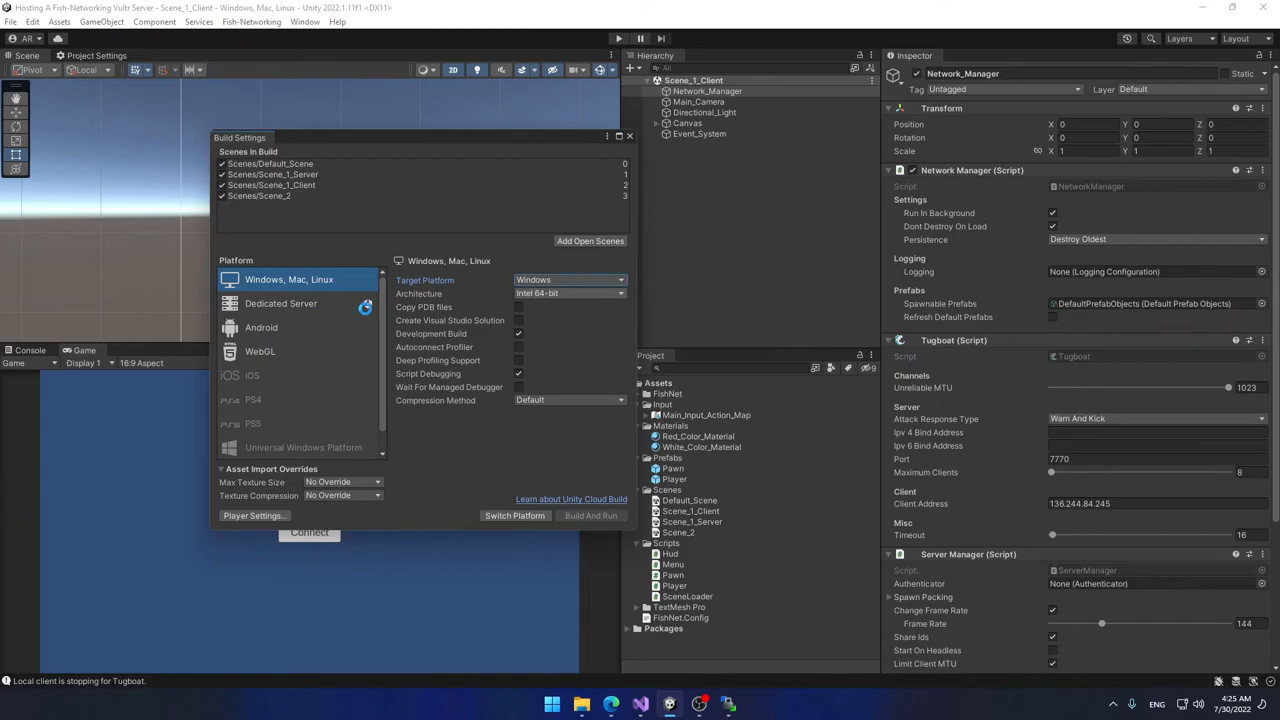 Hosting A Fish-Networking Vultr Server - Scene_1_Client - Windows, Mac, Linux - Unity 2022.1.11f1 <DX11>
File Edit Assets GameObject Component Services Fish-Networking Window Help
AR Layers Layout
Scene Project Settings
Pivot Local 2D
Build Settings
Scenes In Build
Scenes/Default_Scene 0
Scenes/Scene_1_Server 1
Scenes/Scene_1_Client 2
Scenes/Scene_2 3
Add Open Scenes
Platform
Windows, Mac, Linux
Dedicated Server
Android
WebGL
iOS iOS
PS4 PS4
PS5 PS5
Universal Windows Platform
Windows, Mac, Linux
Target Platform Windows
Architecture Intel 64-bit
Copy PDB files
Create Visual Studio Solution
Development Build
Autoconnect Profiler
Deep Profiling Support
Script Debugging
Wait For Managed Debugger
Compression Method Default
Asset Import Overrides
Max Texture Size No Override
Texture Compression No Override
Learn about Unity Cloud Build
Player Settings... Switch Platform Build And Run
Console Game
Game Display 1 16:9 Aspect
Connect
Hierarchy
All
Scene_1_Client
Network_Manager
Main_Camera
Directional_Light
Canvas
Event_System
Project
9
Assets
FishNet
Input
Main_Input_Action_Map
Materials
Red_Color_Material
White_Color_Material
Prefabs
Pawn
Player
Scenes
Default_Scene
Scene_1_Client
Scene_1_Server
Scene_2
Scripts
Hud
Menu
Pawn
Player
SceneLoader
TextMesh Pro
FishNet.Config
Packages
Inspector
Network_Manager Static
Tag Untagged Layer Default
Transform
Position X 0 Y 0 Z 0
Rotation X 0 Y 0 Z 0
Scale X 1 Y 1 Z 1
Network Manager (Script)
Script: NetworkManager
Settings
Run In Background
Dont Destroy On Load
Persistence Destroy Oldest
Logging
Logging None (Logging Configuration)
Prefabs
Spawnable Prefabs DefaultPrefabObjects (Default Prefab Objects)
Refresh Default Prefabs
Tugboat (Script)
Script Tugboat
Channels
Unreliable MTU 1023
Server
Attack Response Type Warn And Kick
Ipv 4 Bind Address
Ipv 6 Bind Address
Port 7770
Maximum Clients 8
Client
Client Address 136.244.84.245
Misc
Timeout 16
Server Manager (Script)
Script: ServerManager
Authenticator None (Authenticator)
Spawn Packing
Change Frame Rate
Frame Rate 144
Share Ids
Start On Headless
Limit Client MTU
Local client is stopping for Tugboat.
ENG 4:25 AM
7/30/2022